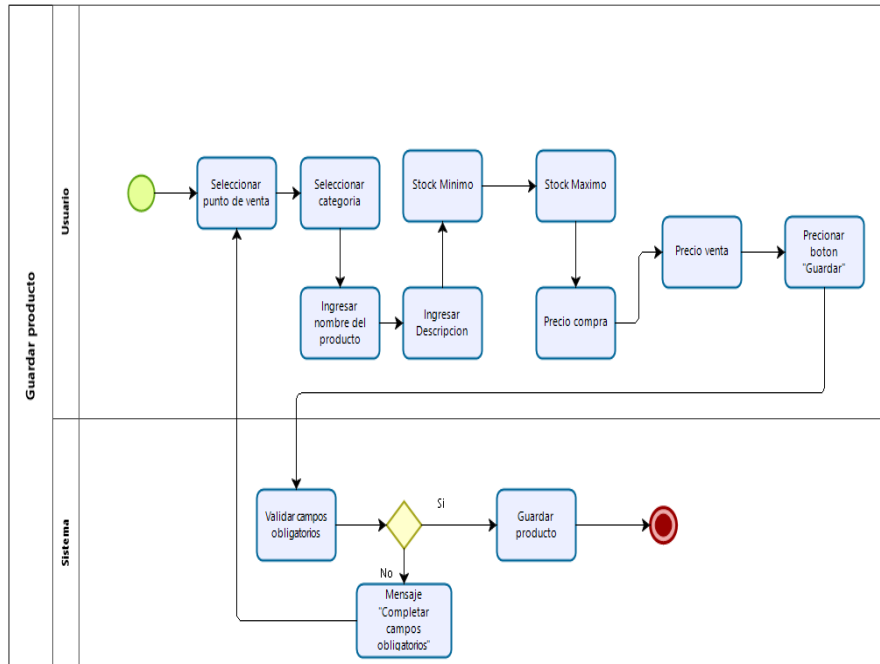 Guardar producto
Usuario
Seleccionar
punto de venta
Seleccionar
categoria
Ingresar
nombre del
producto
Ingresar
Descripcion
Stock Minimo
Stock Maximo
Precio compra
Precio venta
Precionar
boton
"Guardar"
Sistema
Validar campos
obligatorios
Si
No
Guardar
producto
Mensaje
"Completar
campos
obligatorios"